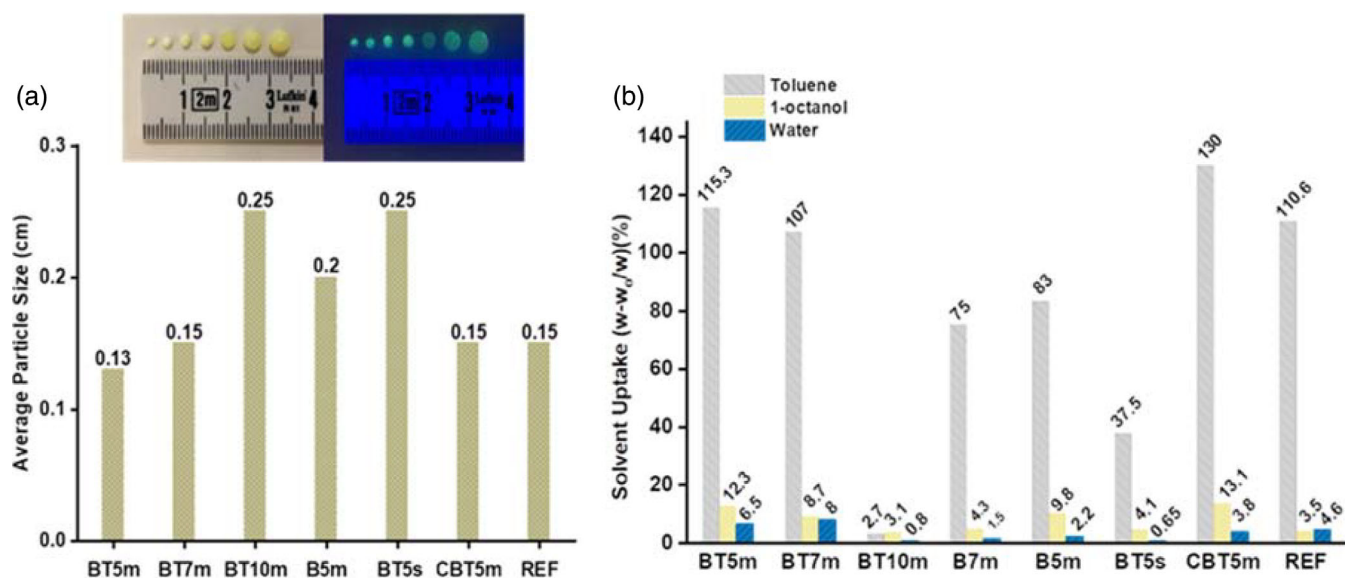 (a)
1 2m 2 3 Lufkin 4
1 2m 2 3 Lufkin 4
Average Particle Size (cm)
0.3
0.2
0.1
0.0
0.13
0.15
0.25
0.2
0.25
0.15
0.15
BT5m BT7m BT10m B5m BT5s CBT5m REF
(b)
Toluene
1-octanol
Water
Solvent Uptake (w-w₀/w)(%)
140
120
100
80
60
40
20
0
115.3 12.3 6.5
107 8.7 8
2.7 3.1 0.8
75 4.3 1.5
83 9.8 2.2
37.5 4.1 0.65
130 13.1 3.8
110.6 3.5 4.6
BT5m BT7m BT10m B7m B5m BT5s CBT5m REF